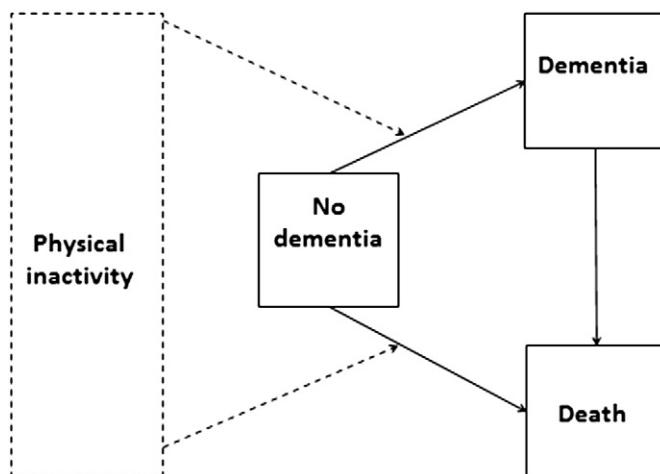 Physical
inactivity
No
dementia
Dementia
Death